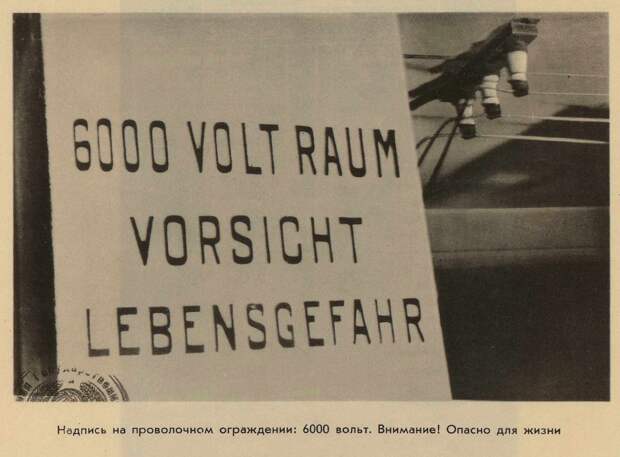 6000 VOLT RAUM
VORSICHT
LEBENSGEFAHR
Надпись на проволочном ограждении: 6000 вольт. Внимание! Опасно для жизни